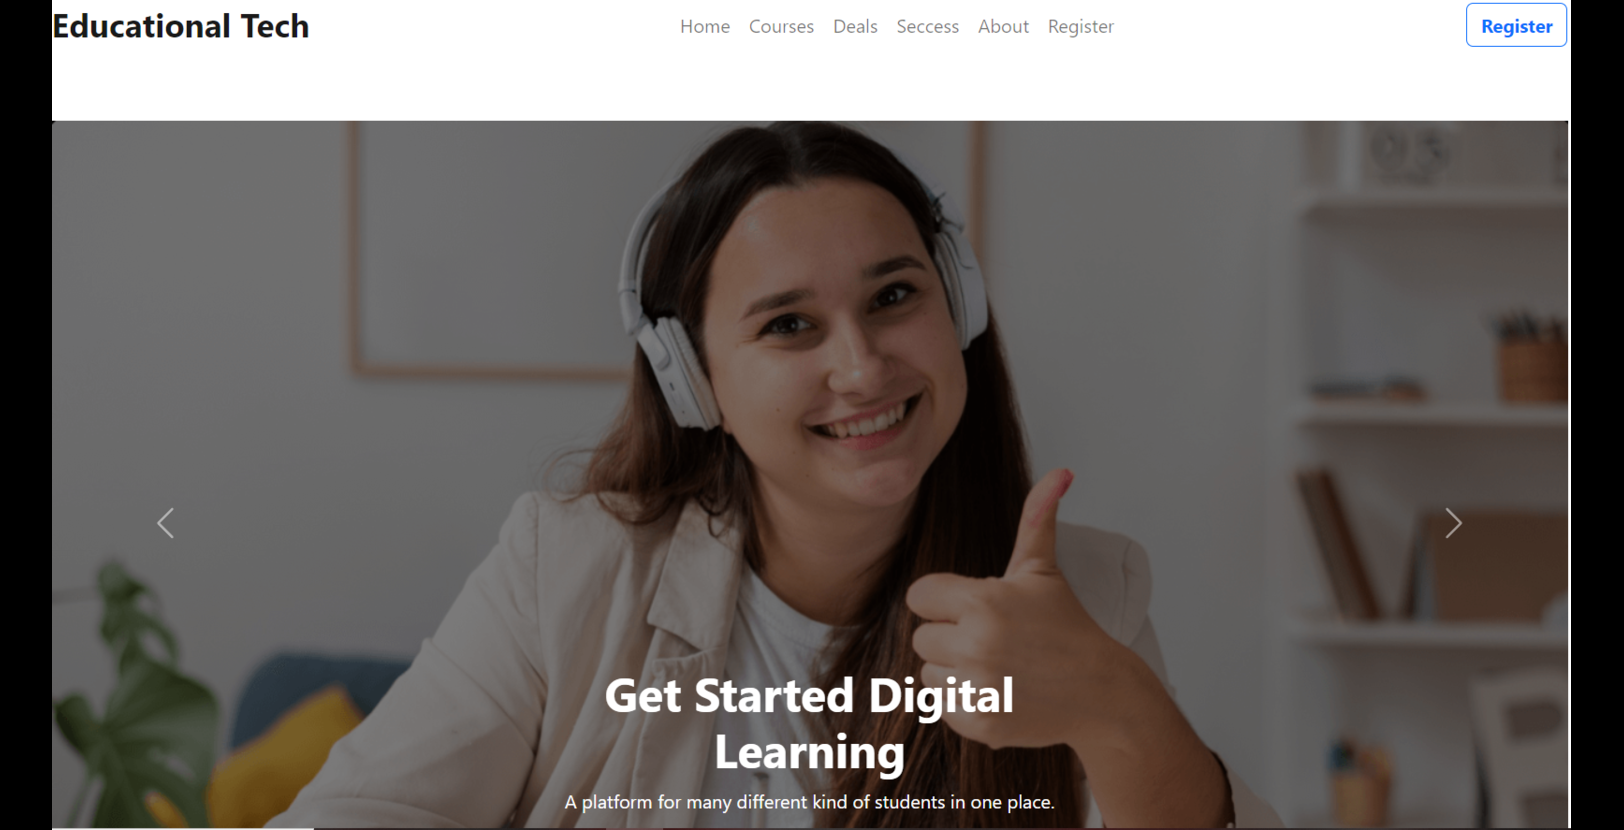 Educational Tech
Home Courses Deals Seccess About Register
Register
Get Started Digital
Learning
A platform for many different kind of students in one place.